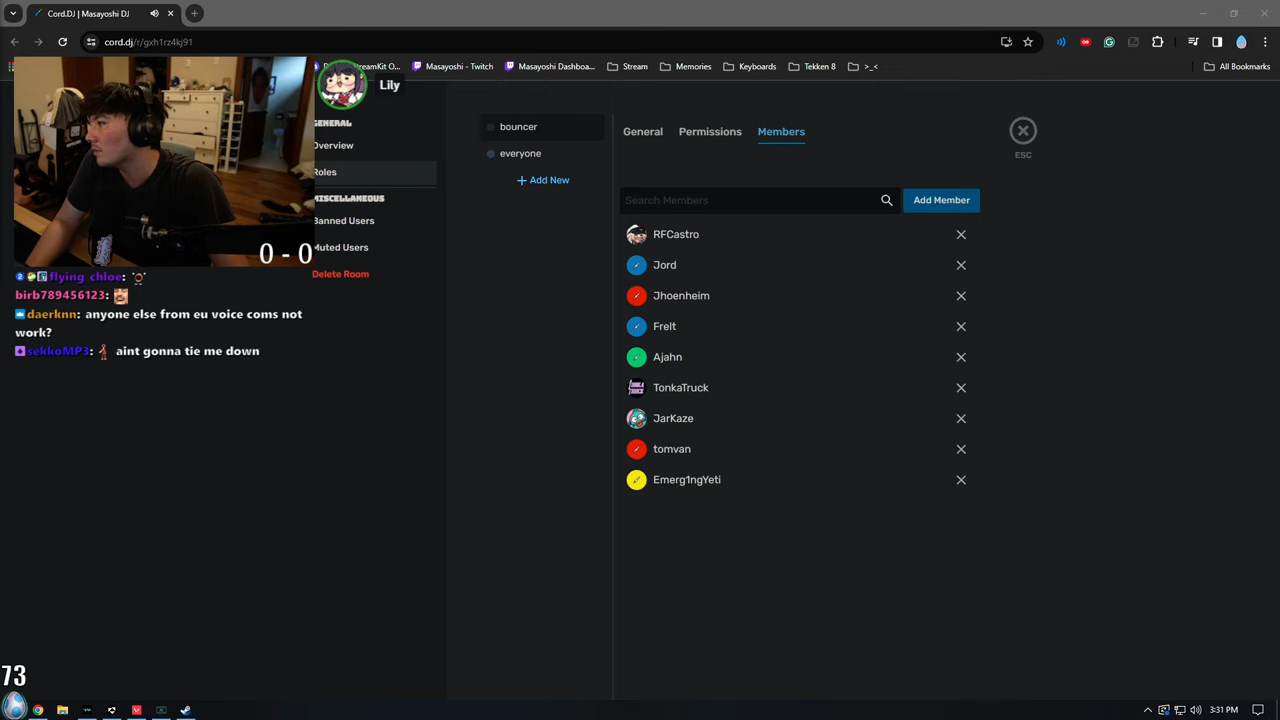 Cord.DJ | Masayoshi DJ
cord.dj/r/gxh1rz4kj91
StreamKit O...
Masayoshi - Twitch
Masayoshi Dashboa...
Stream
Memories
Keyboards
Tekken 8
>_<
All Bookmarks
Lily
GENERAL
Overview
Roles
MISCELLANEOUS
Banned Users
Muted Users
Delete Room
0 - 0
flying chloe:
birb789456123:
daerknn: anyone else from eu voice coms not
work?
sekkoMP3: aint gonna tie me down
bouncer
everyone
+ Add New
General
Permissions
Members
ESC
Search Members
Add Member
RFCastro
Jord
Jhoenheim
Frelt
Ajahn
TonkaTruck
JarKaze
tomvan
Emerg1ngYeti
73
3:31 PM